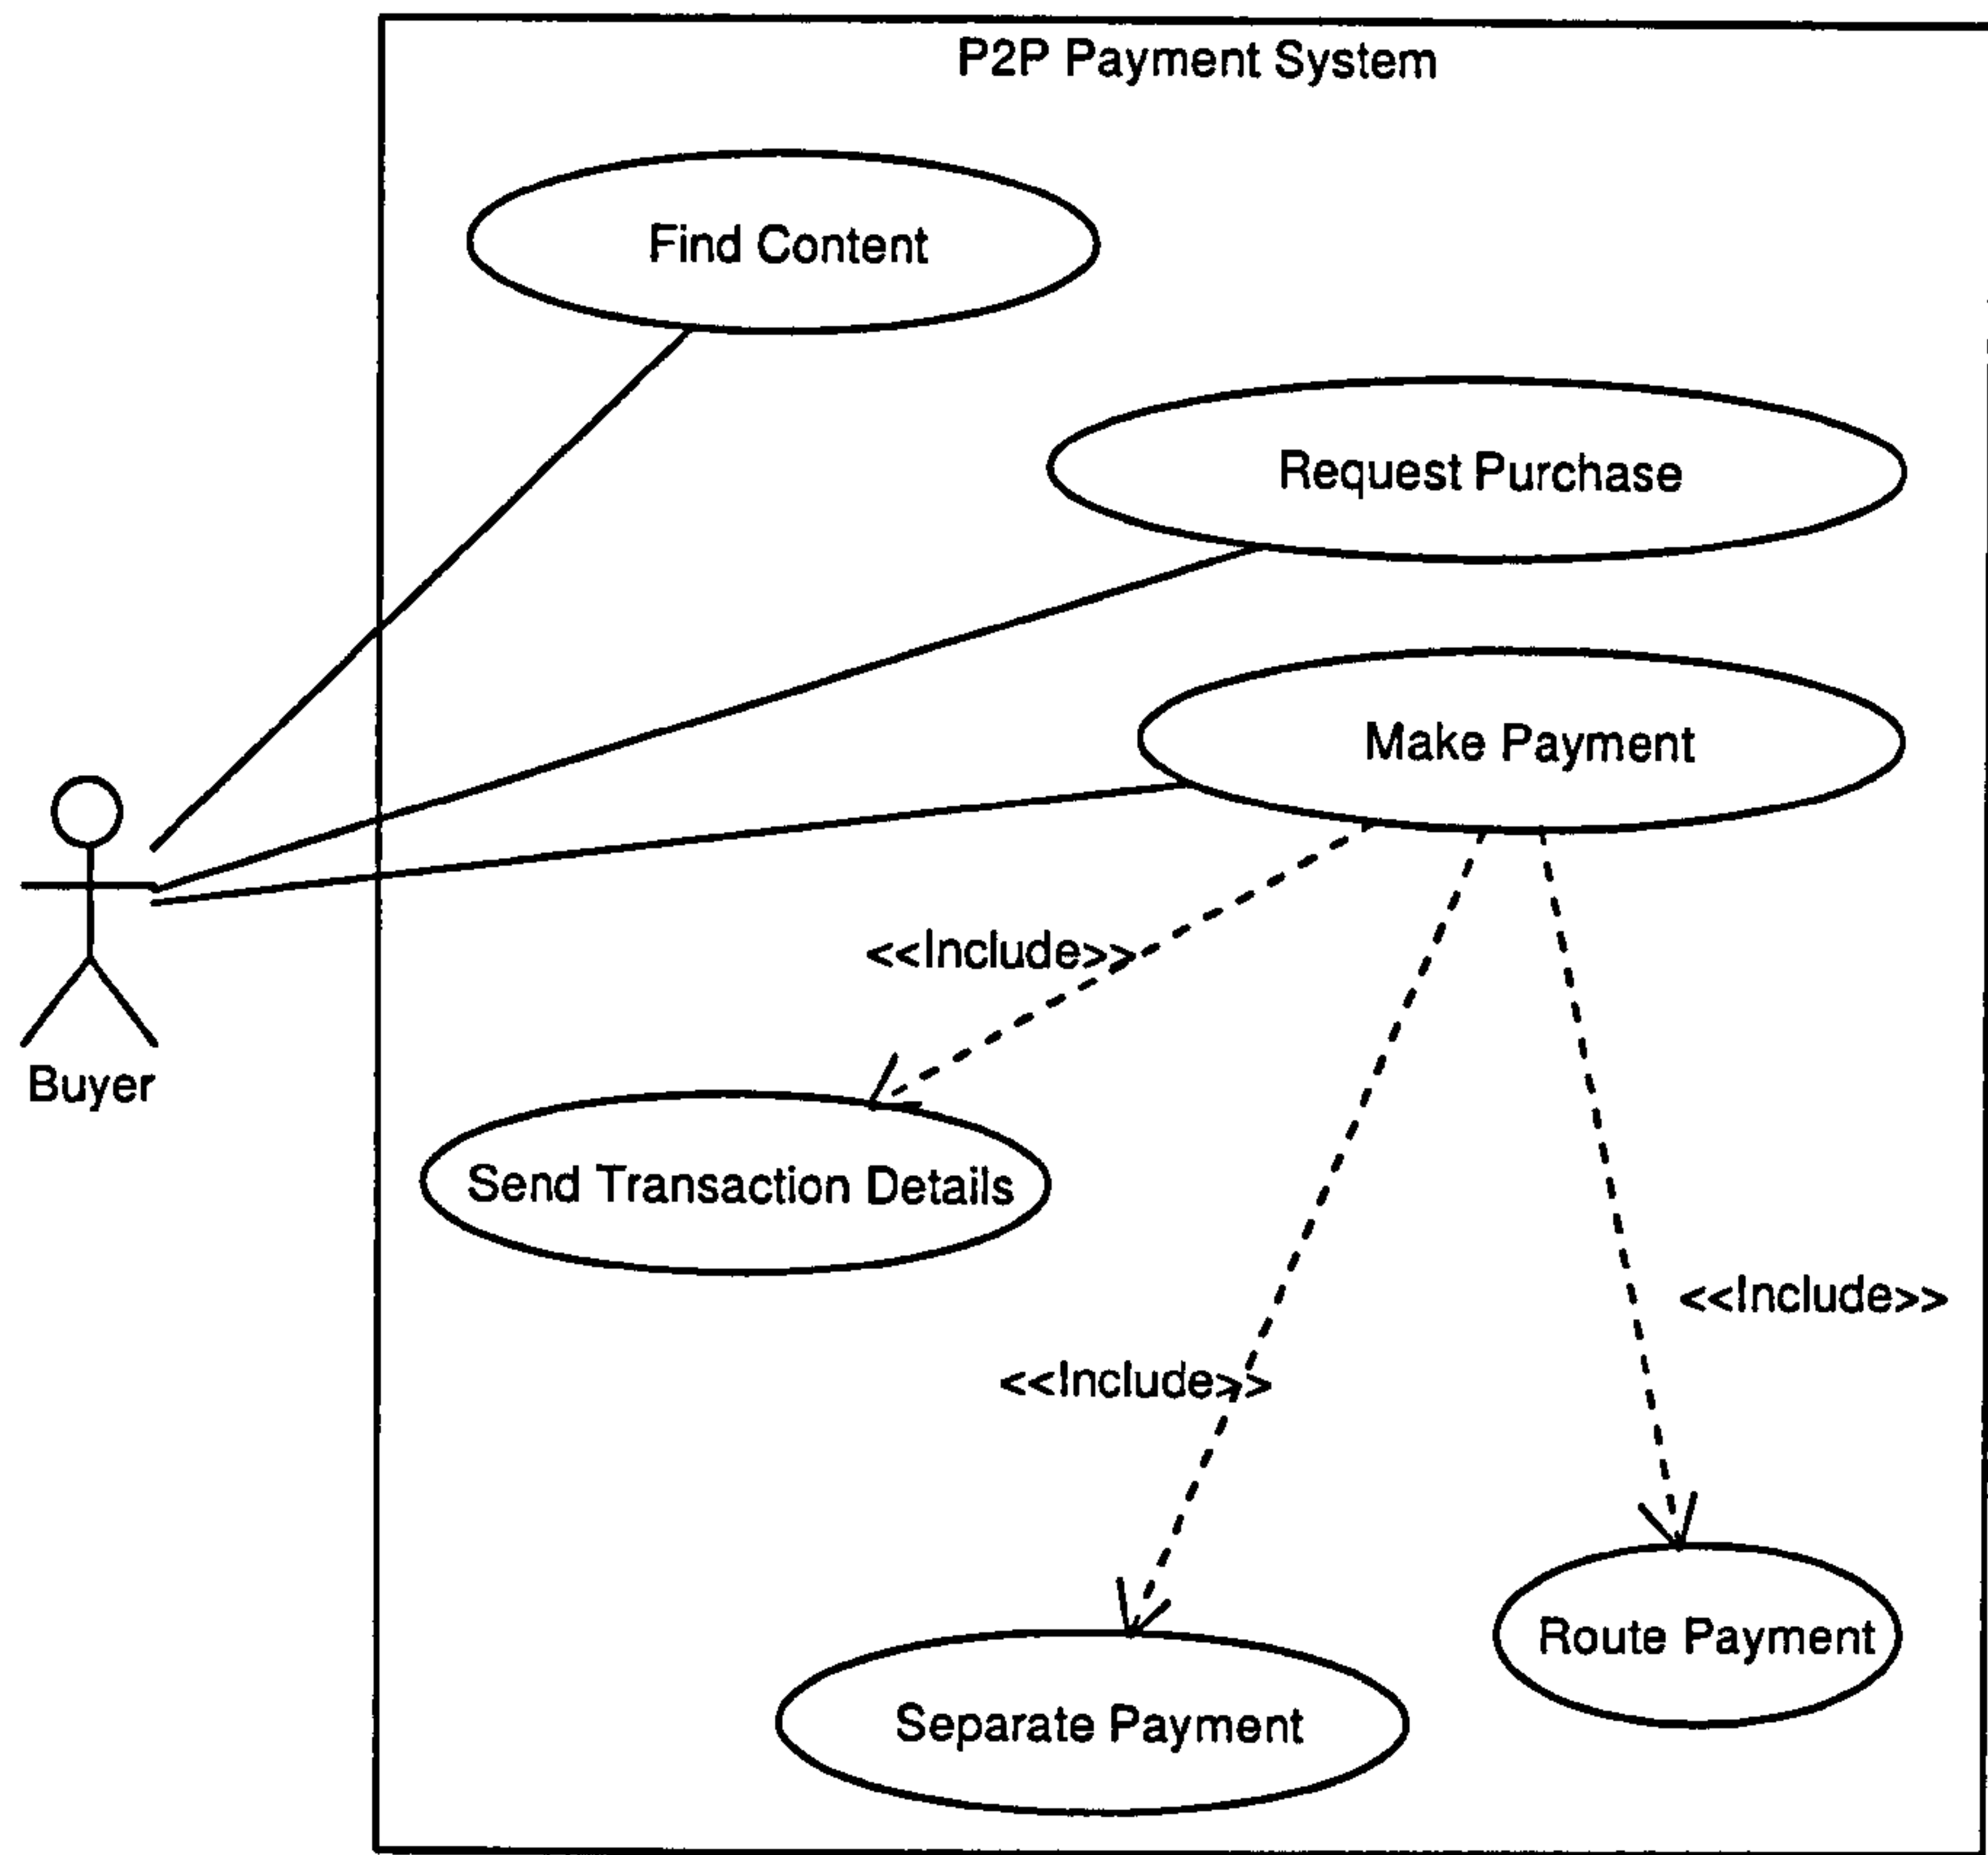 P2P Payment System
Find Content
Request Purchase
Make Payment
<<Include>>
Buyer
Send Transaction Details
<<Include>>
<<Include>>
Route Payment
Separate Payment